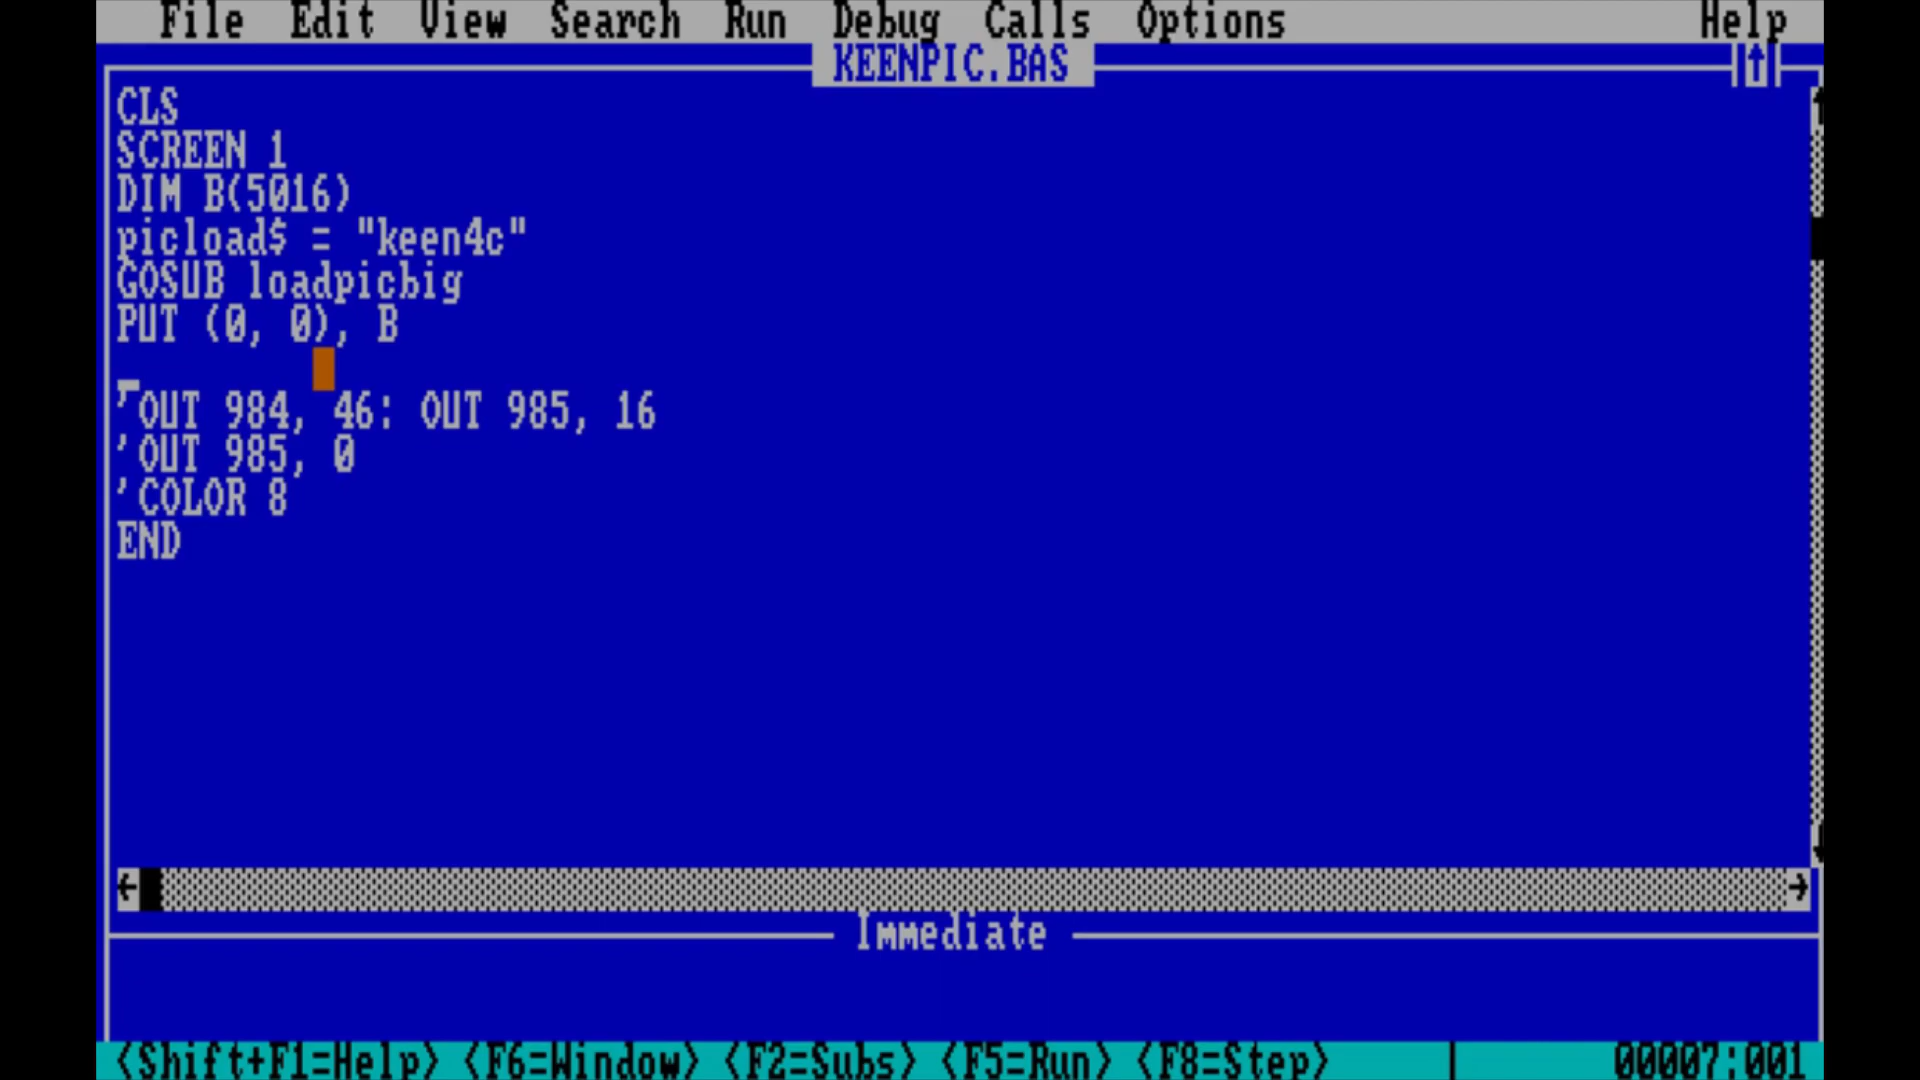 File Edit View Search Run Debug Calls Options Help
KEENPIC.BAS
CLS
SCREEN 1
DIM B(5016)
picload$ = "keen4c"
GOSUB loadpicbig
PUT (0, 0), B
'OUT 984, 46: OUT 985, 16
'OUT 985, 0
'COLOR 8
END
Immediate
<Shift+F1=Help> <F6=Window> <F2=Subs> <F5=Run> <F8=Step> 00007:001